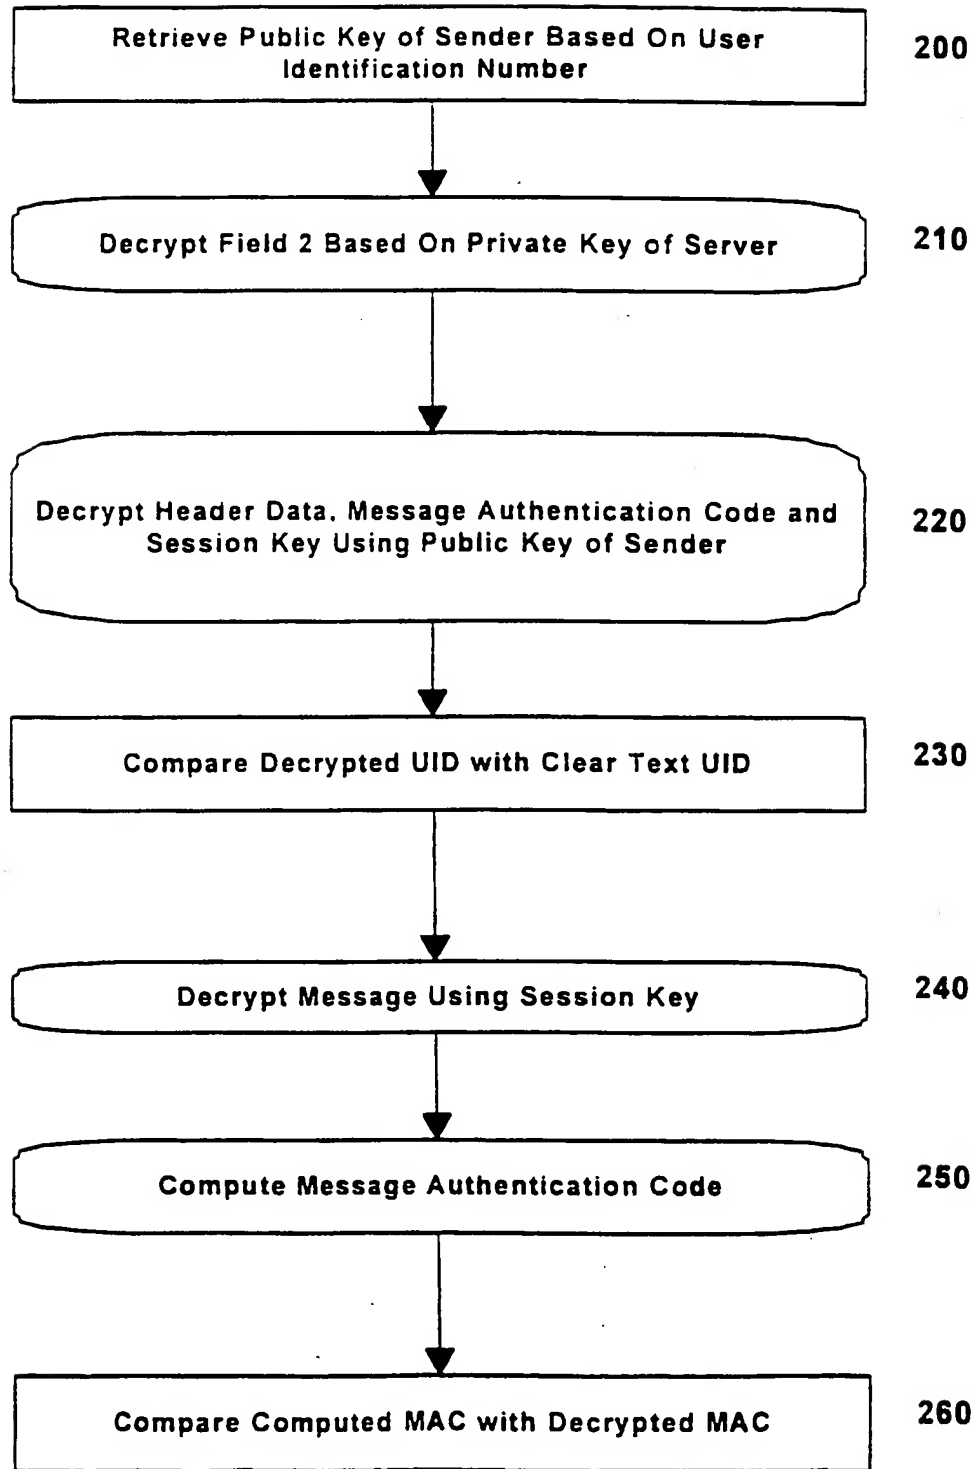 Retrieve Public Key of Sender Based On User
Identification Number
200
Decrypt Field 2 Based On Private Key of Server
210
Decrypt Header Data. Message Authentication Code and
Session Key Using Public Key of Sender
220
Compare Decrypted UID with Clear Text UID
230
Decrypt Message Using Session Key
240
Compute Message Authentication Code
250
Compare Computed MAC with Decrypted MAC
260